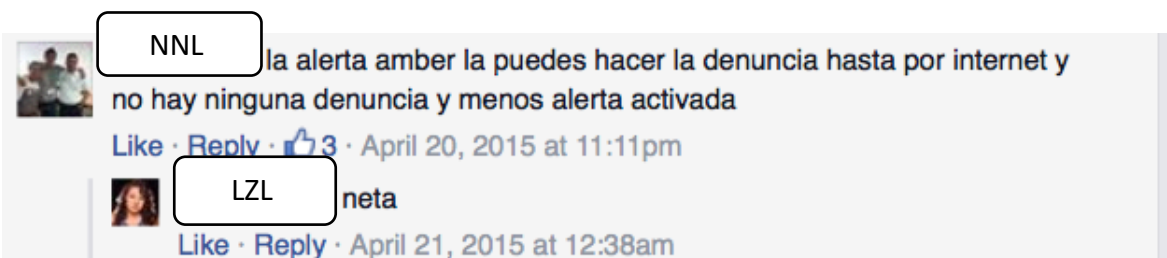 NNL la alerta amber la puedes hacer la denuncia hasta por internet y
no hay ninguna denuncia y menos alerta activada
Like · Reply · 3 · April 20, 2015 at 11:11pm
LZL neta
Like · Reply · April 21, 2015 at 12:38am